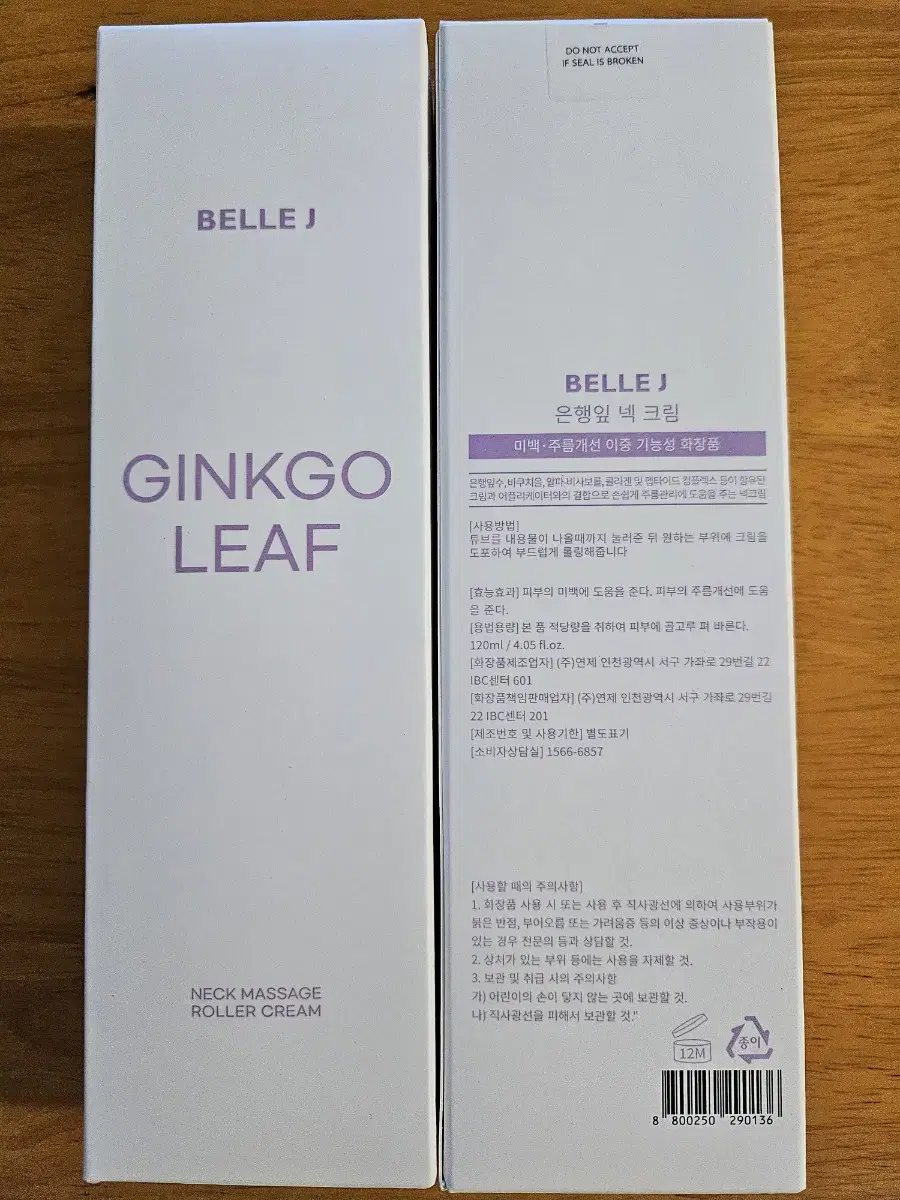 BELLE J
GINKGO
LEAF
NECK MASSAGE
ROLLER CREAM
DO NOT ACCEPT
IF SEAL IS BROKEN
BELLE J
은행잎 넥 크림
미백·주름개선 이중 기능성 화장품
은행잎수, 바쿠치올, 알파-비사보올, 콜라겐 및 펩타이드 컴플렉스 등이 함유된
크림과 어플리케이터와의 결합으로 손쉽게 주름관리에 도움을 주는 넥크림
[사용방법]
튜브를 내용물이 나올때까지 눌러준 뒤 원하는 부위에 크림을
도포하여 부드럽게 롤링해줍니다
[효능효과] 피부의 미백에 도움을 준다. 피부의 주름개선에 도움
을 준다.
[용법용량] 본 품 적당량을 취하여 피부에 골고루 펴 바른다.
120ml / 4.05 fl.oz.
[화장품제조업자] (주)연제 인천광역시 서구 가좌로 29번길 22
IBC센터 601
[화장품책임판매업자] (주)연제 인천광역시 서구 가좌로 29번길
22 IBC센터 201
[제조번호 및 사용기한] 별도표기
[소비자상담실] 1566-6857
[사용할 때의 주의사항]
1. 화장품 사용 시 또는 사용 후 직사광선에 의하여 사용부위가
붉은 반점, 부어오름 또는 가려움증 등의 이상 증상이나 부작용이
있는 경우 전문의 등과 상담할 것.
2. 상처가 있는 부위 등에는 사용을 자제할 것.
3. 보관 및 취급 시의 주의사항
가) 어린이의 손이 닿지 않는 곳에 보관할 것.
나) 직사광선을 피해서 보관할 것."
12M
종이
8 800250 290136